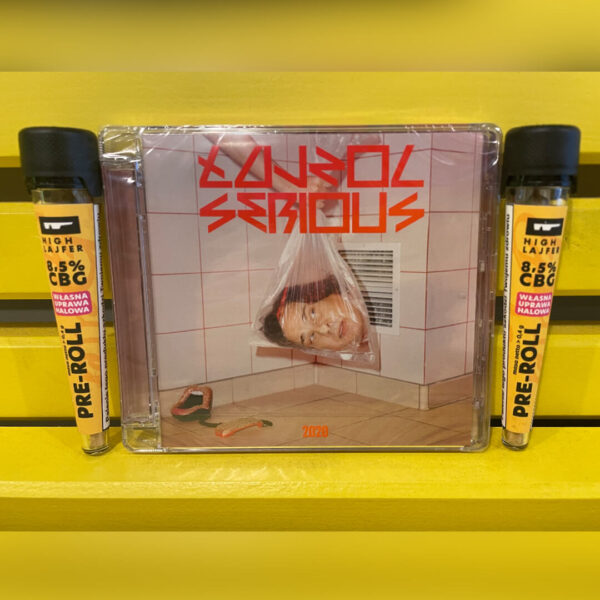 ŁAJZOL
SERIOUS
2020
HIGH
LAJFER
8,5%
CBG
WŁASNA
UPRAWA
HALOWA
PRE-ROLL
HIGH
LAJFER
8,5%
CBG
WŁASNA
UPRAWA
HALOWA
PRE-ROLL